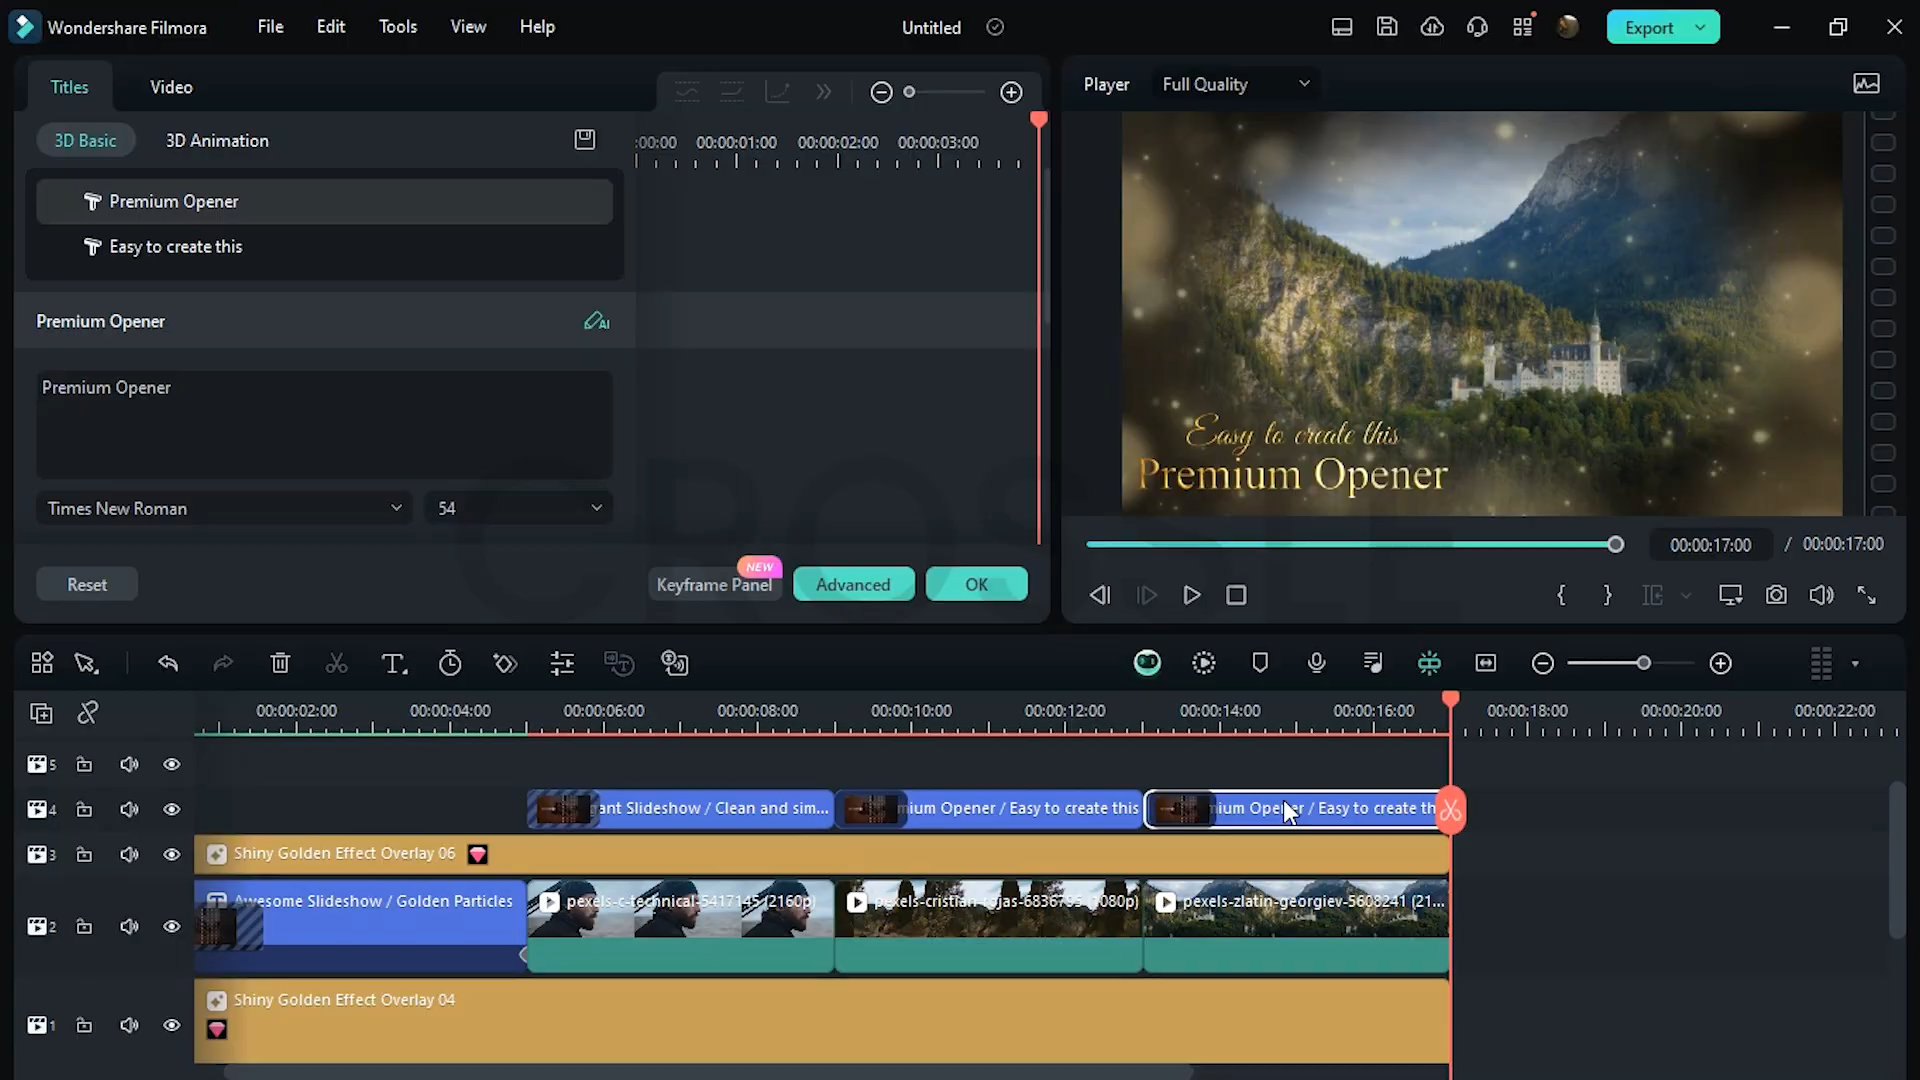 Wondershare Filmora File Edit Tools View Help Untitled Export
Titles Video
Player Full Quality
3D Basic 3D Animation
:00:00 00:00:01:00 00:00:02:00 00:00:03:00
Premium Opener
Easy to create this
Premium Opener
AI
Premium Opener
Times New Roman 54
Easy to create this
Premium Opener
00:00:17:00 / 00:00:17:00
NEW
Reset Keyframe Panel Advanced OK
00:00:02:00 00:00:04:00 00:00:06:00 00:00:08:00 00:00:10:00 00:00:12:00 00:00:14:00 00:00:16:00 00:00:18:00 00:00:20:00 00:00:22:00
5
4 ant Slideshow / Clean and sim... mium Opener / Easy to create this ium Opener / Easy to create th
3 Shiny Golden Effect Overlay 06
Awesome Slideshow / Golden Particles pexels-c-technical-5417145 (2160p) pexels-cristian-rojas-6836795 (1080p) pexels-zlatin-georgiev-5608241 (21...
2
Shiny Golden Effect Overlay 04
1